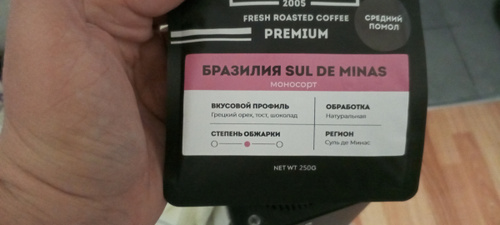 2005
FRESH ROASTED COFFEE
PREMIUM
СРЕДНИЙ
ПОМОЛ
БРАЗИЛИЯ SUL DE MINAS
моносорт
ВКУСОВОЙ ПРОФИЛЬ
Грецкий орех, тост, шоколад
ОБРАБОТКА
Натуральная
СТЕПЕНЬ ОБЖАРКИ
РЕГИОН
Суль де Минас
NET WT 250G